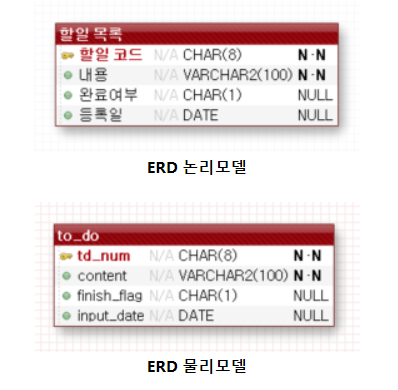 할일 목록
할일 코드 N/A CHAR(8) N-N
내용 N/A VARCHAR2(100) N-N
완료여부 N/A CHAR(1) NULL
등록일 N/A DATE NULL
ERD 논리모델
to_do
td_num N/A CHAR(8) N-N
content N/A VARCHAR2(100) N-N
finish_flag N/A CHAR(1) NULL
input_date N/A DATE NULL
ERD 물리모델